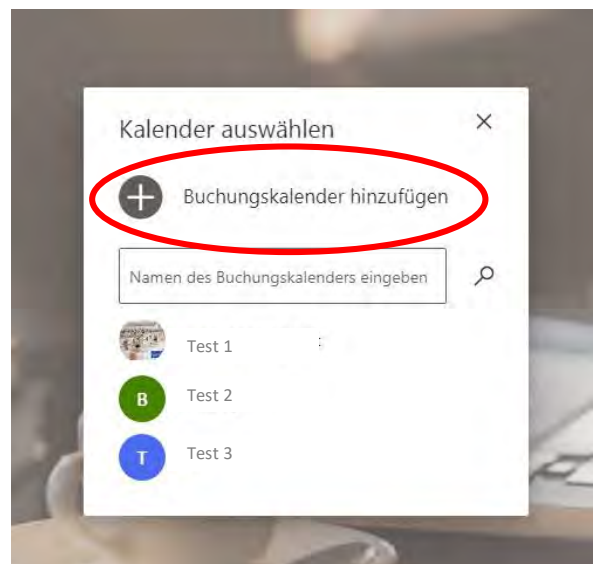 Kalender auswählen
Buchungskalender hinzufügen
Namen des Buchungskalenders eingeben
Test 1
B Test 2
T Test 3